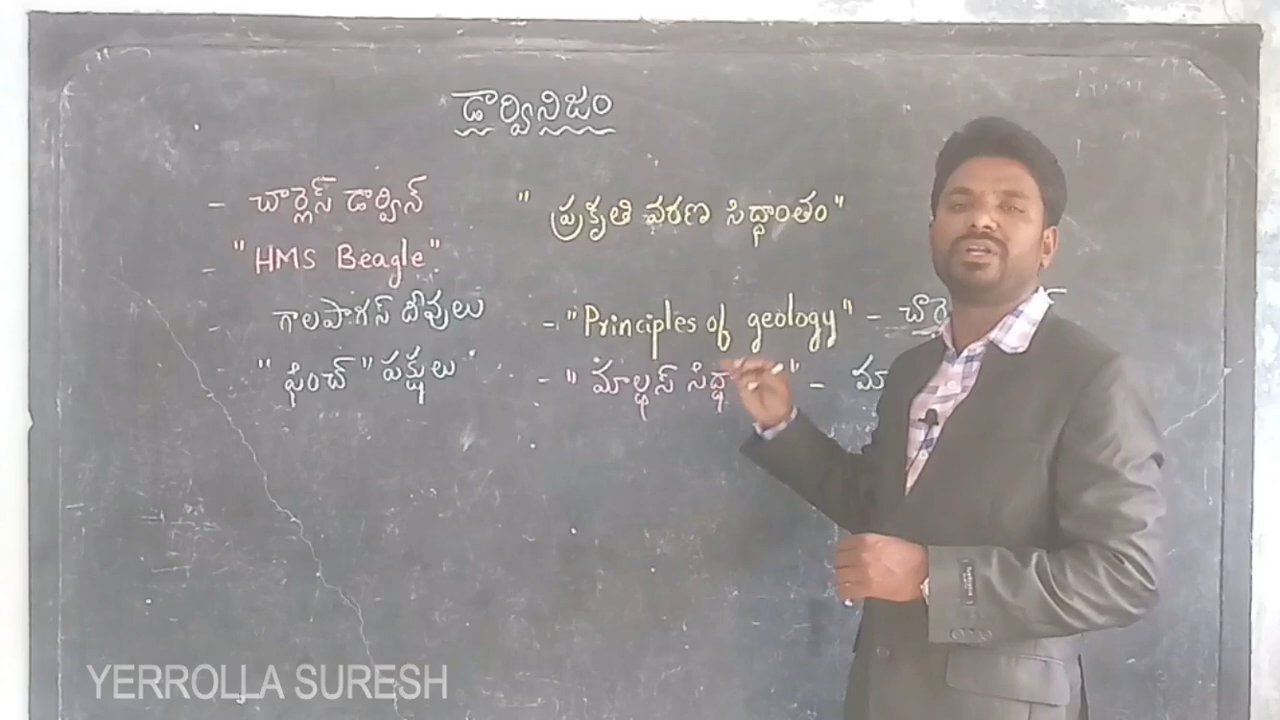 డార్వినిజం
- చార్లెస్ డార్విన్
- "HMS Beagle"
- గాలపాగస్ దీవులు
"ఫించ్" పక్షులు
" ప్రకృతి వరణ సిద్ధాంతం"
- "Principles of geology" - చార్లె
- " మాల్థస్ సిద్ధా " - మా
YERROLLA SURESH